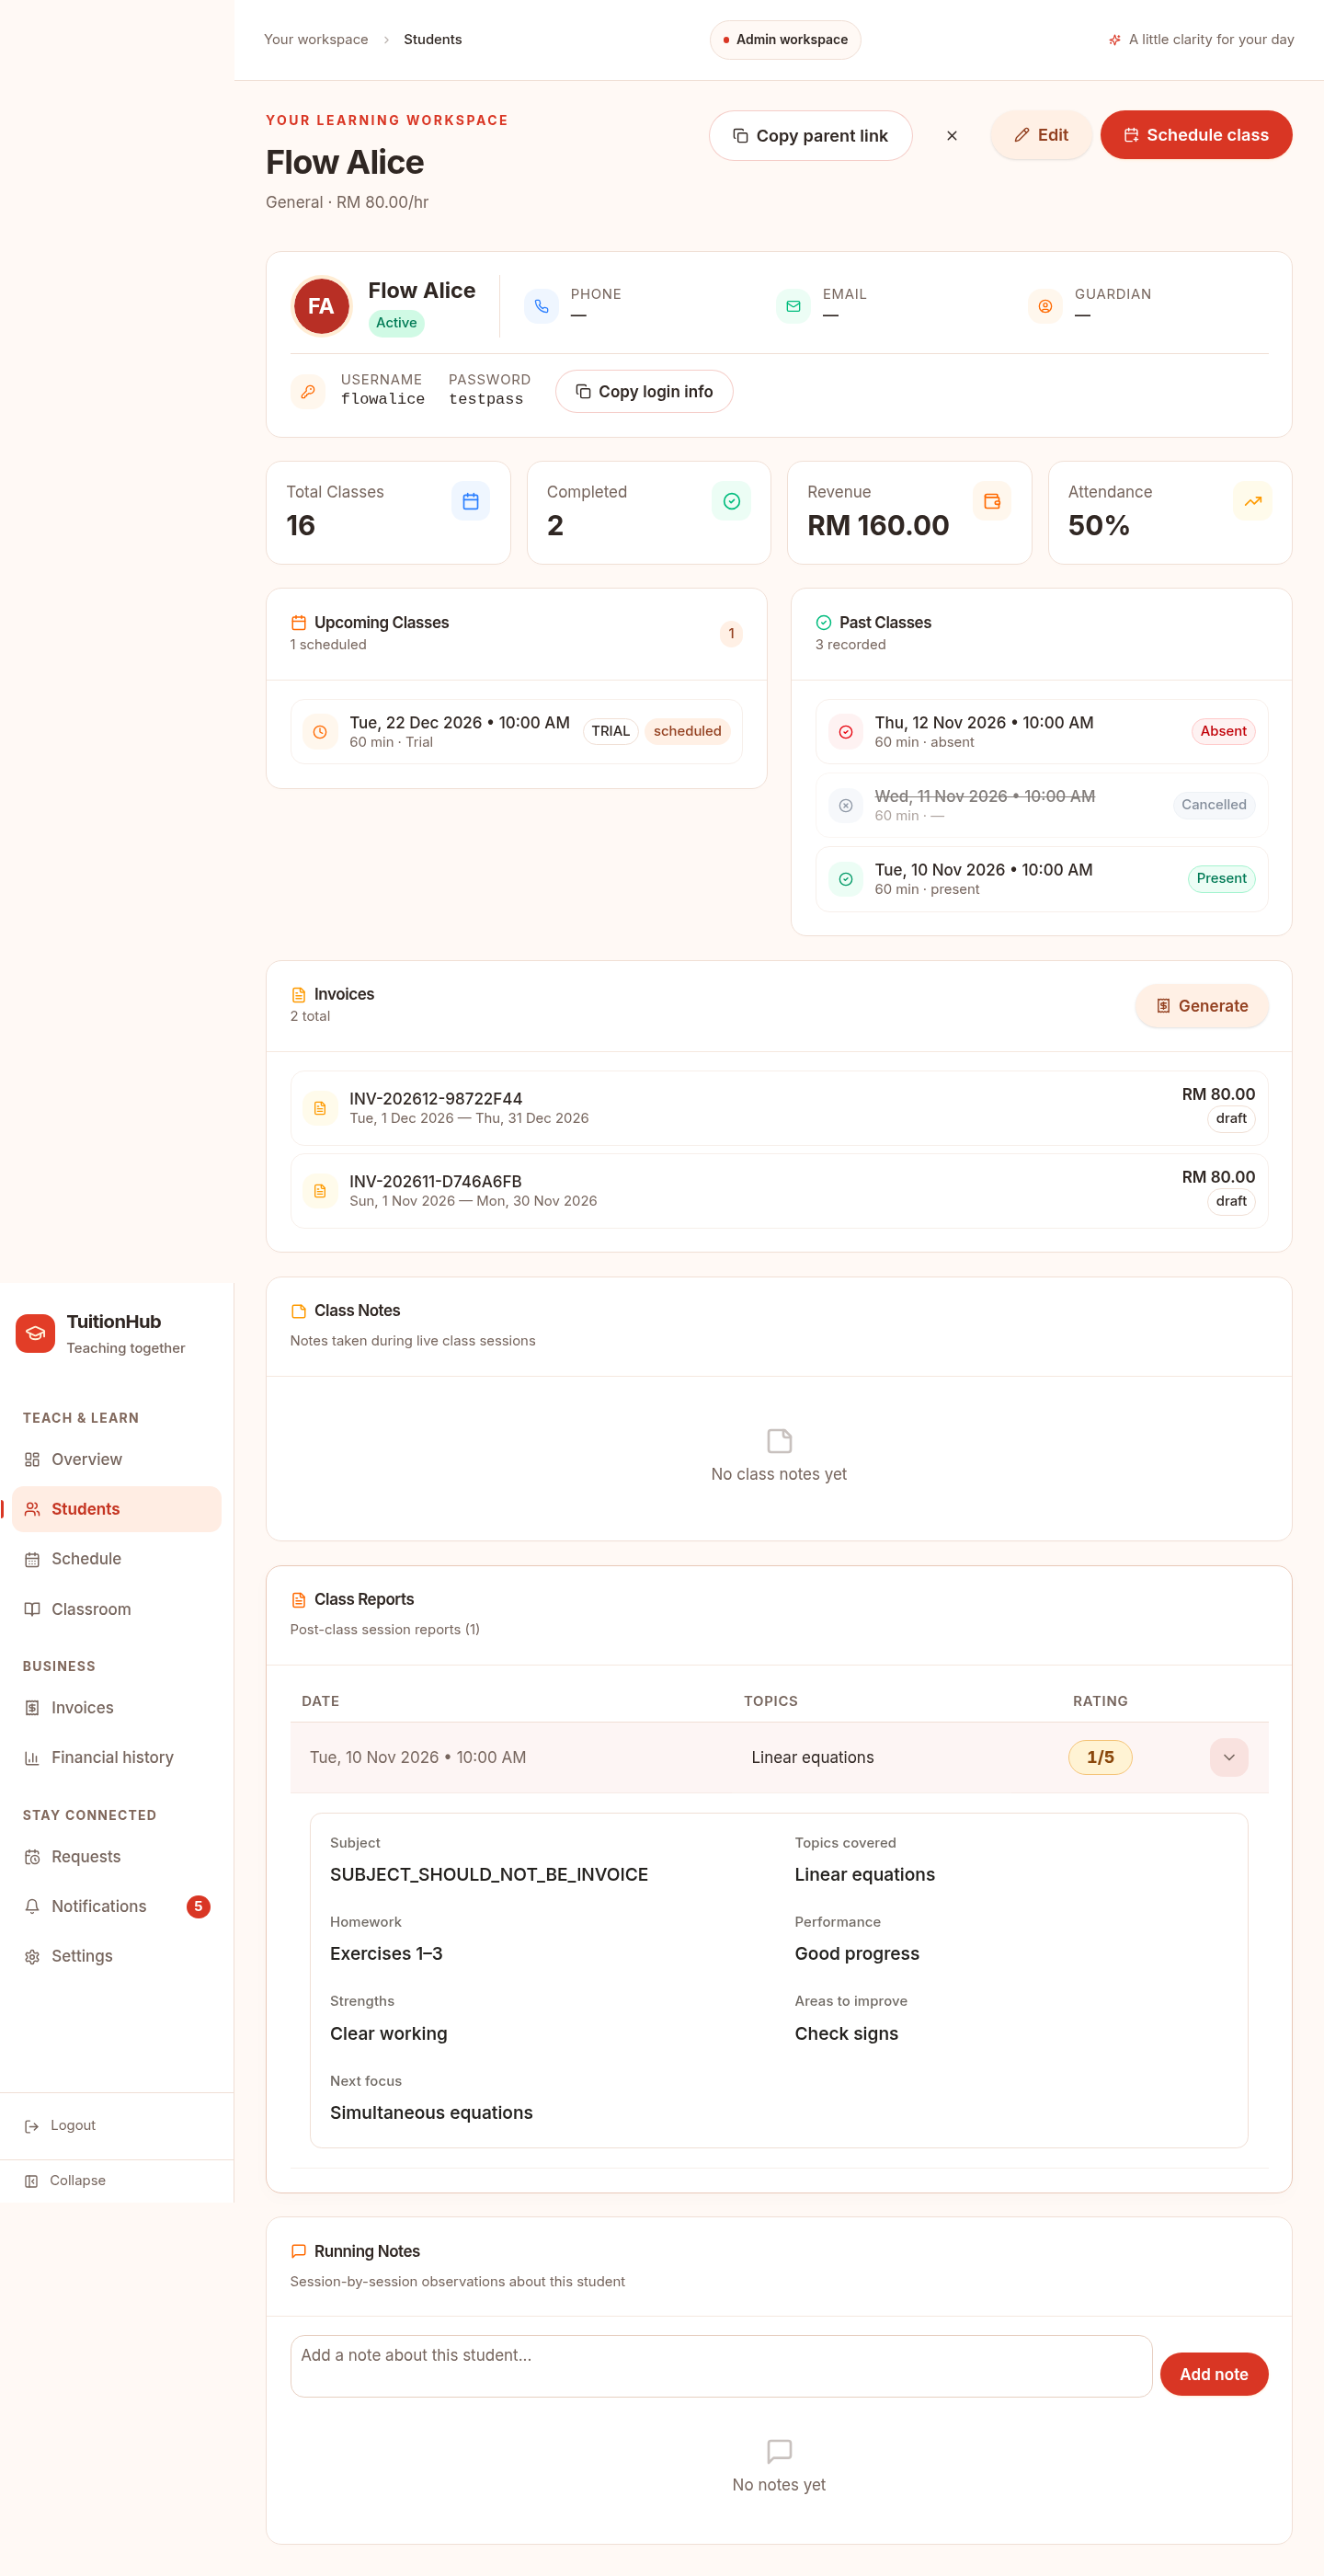 Your workspace › Students
Admin workspace
A little clarity for your day
YOUR LEARNING WORKSPACE
Flow Alice
General · RM 80.00/hr
Copy parent link
Edit
Schedule class
FA
Flow Alice
Active
PHONE
—
EMAIL
—
GUARDIAN
—
USERNAME
flowalice
PASSWORD
testpass
Copy login info
Total Classes
16
Completed
2
Revenue
RM 160.00
Attendance
50%
Upcoming Classes
1 scheduled
1
Tue, 22 Dec 2026 • 10:00 AM
60 min · Trial
TRIAL
scheduled
Past Classes
3 recorded
Thu, 12 Nov 2026 • 10:00 AM
60 min · absent
Absent
Wed, 11 Nov 2026 • 10:00 AM
60 min · —
Cancelled
Tue, 10 Nov 2026 • 10:00 AM
60 min · present
Present
Invoices
2 total
Generate
INV-202612-98722F44
Tue, 1 Dec 2026 — Thu, 31 Dec 2026
RM 80.00
draft
INV-202611-D746A6FB
Sun, 1 Nov 2026 — Mon, 30 Nov 2026
RM 80.00
draft
Class Notes
Notes taken during live class sessions
No class notes yet
TuitionHub
Teaching together
TEACH & LEARN
Overview
Students
Schedule
Classroom
BUSINESS
Invoices
Financial history
STAY CONNECTED
Requests
Notifications 5
Settings
Logout
Collapse
Class Reports
Post-class session reports (1)
DATE TOPICS RATING
Tue, 10 Nov 2026 • 10:00 AM Linear equations 1/5
Subject
SUBJECT_SHOULD_NOT_BE_INVOICE
Topics covered
Linear equations
Homework
Exercises 1–3
Performance
Good progress
Strengths
Clear working
Areas to improve
Check signs
Next focus
Simultaneous equations
Running Notes
Session-by-session observations about this student
Add a note about this student...
Add note
No notes yet